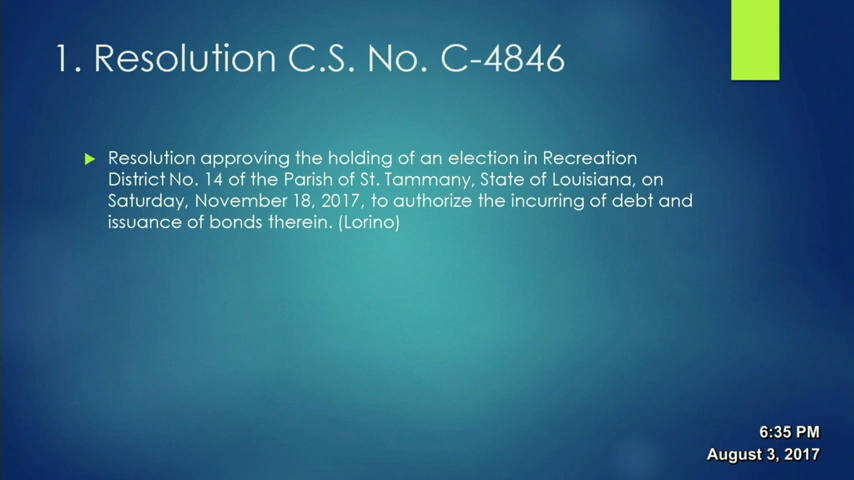 1. Resolution C.S. No. C-4846
Resolution approving the holding of an election in Recreation
District No. 14 of the Parish of St. Tammany, State of Louisiana, on
Saturday, November 18, 2017, to authorize the incurring of debt and
issuance of bonds therein. (Lorino)
6:35 PM
August 3, 2017